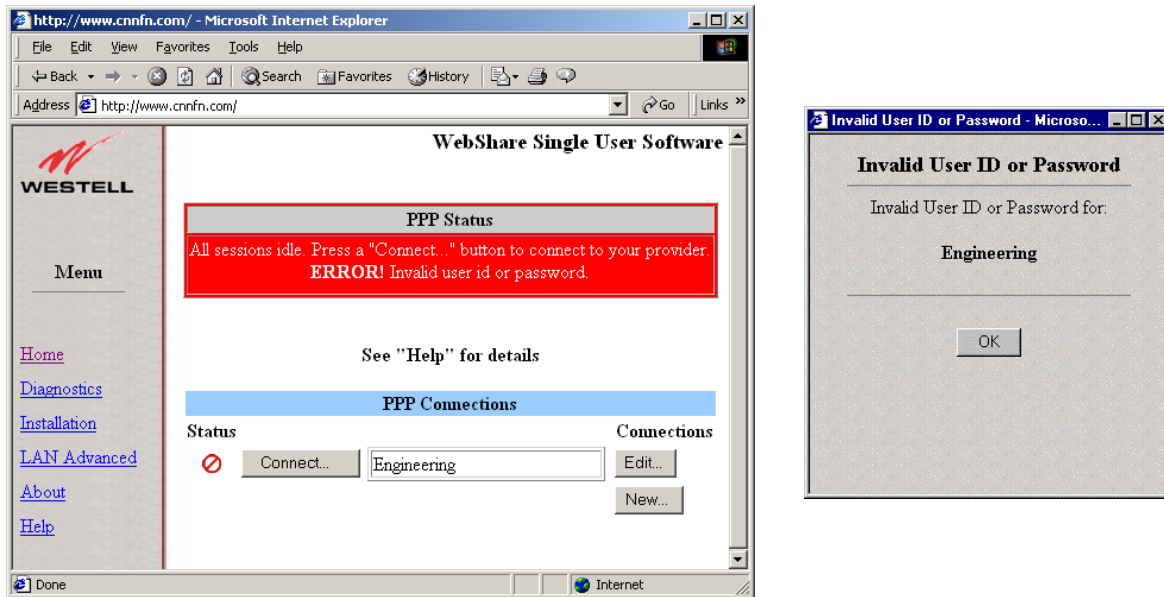 http://www.cnnfn.com/ - Microsoft Internet Explorer
File Edit View Favorites Tools Help
Back Search Favorites History
Address http://www.cnnfn.com/ Go Links »
WESTELL
Menu
Home
Diagnostics
Installation
LAN Advanced
About
Help
WebShare Single User Software
PPP Status
All sessions idle. Press a "Connect..." button to connect to your provider.
ERROR! Invalid user id or password.
See "Help" for details
PPP Connections
Status Connections
Connect... Engineering Edit...
New...
Done Internet
Invalid User ID or Password - Microso...
Invalid User ID or Password
Invalid User ID or Password for:
Engineering
OK